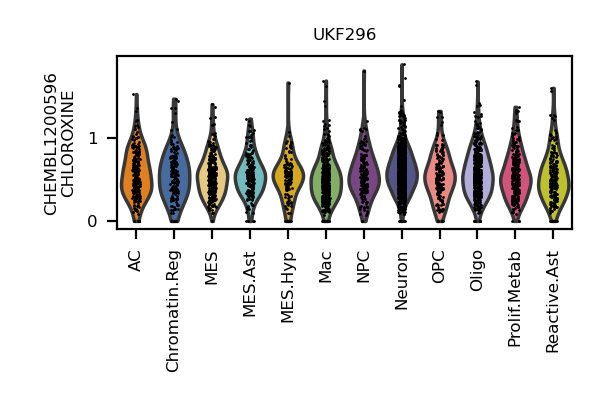 UKF296
CHEMBL1200596
CHLOROXINE
1
0
AC
Chromatin.Reg
MES
MES.Ast
MES.Hyp
Mac
NPC
Neuron
OPC
Oligo
Prolif.Metab
Reactive.Ast